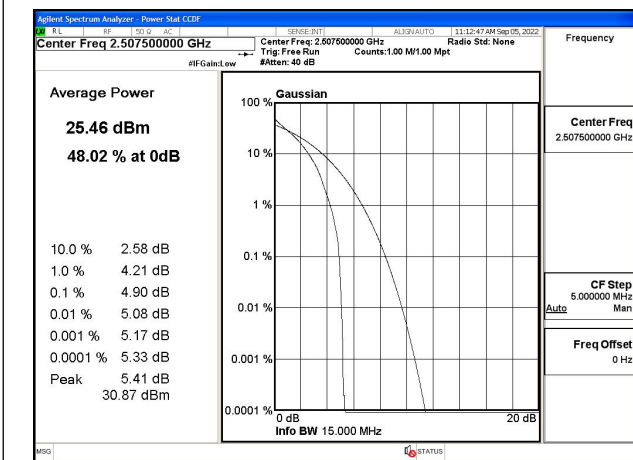 Agilent Spectrum Analyzer - Power Stat CCDF
LXI RL RF 50 Ω AC SENSE:INT ALIGN AUTO 11:12:47 AM Sep 05, 2022
Center Freq 2.507500000 GHz
Center Freq: 2.507500000 GHz Radio Std: None
Trig: Free Run Counts:1.00 M/1.00 Mpt
#IFGain:Low #Atten: 40 dB
Frequency
Average Power
25.46 dBm
48.02 % at 0dB
10.0 % 2.58 dB
1.0 % 4.21 dB
0.1 % 4.90 dB
0.01 % 5.08 dB
0.001 % 5.17 dB
0.0001 % 5.33 dB
Peak 5.41 dB
30.87 dBm
Gaussian
100 %
10 %
1 %
0.1 %
0.01 %
0.001 %
0.0001 %
0 dB 20 dB
Info BW 15.000 MHz
Center Freq
2.507500000 GHz
CF Step
5.000000 MHz
Auto Man
Freq Offset
0 Hz
MSG STATUS